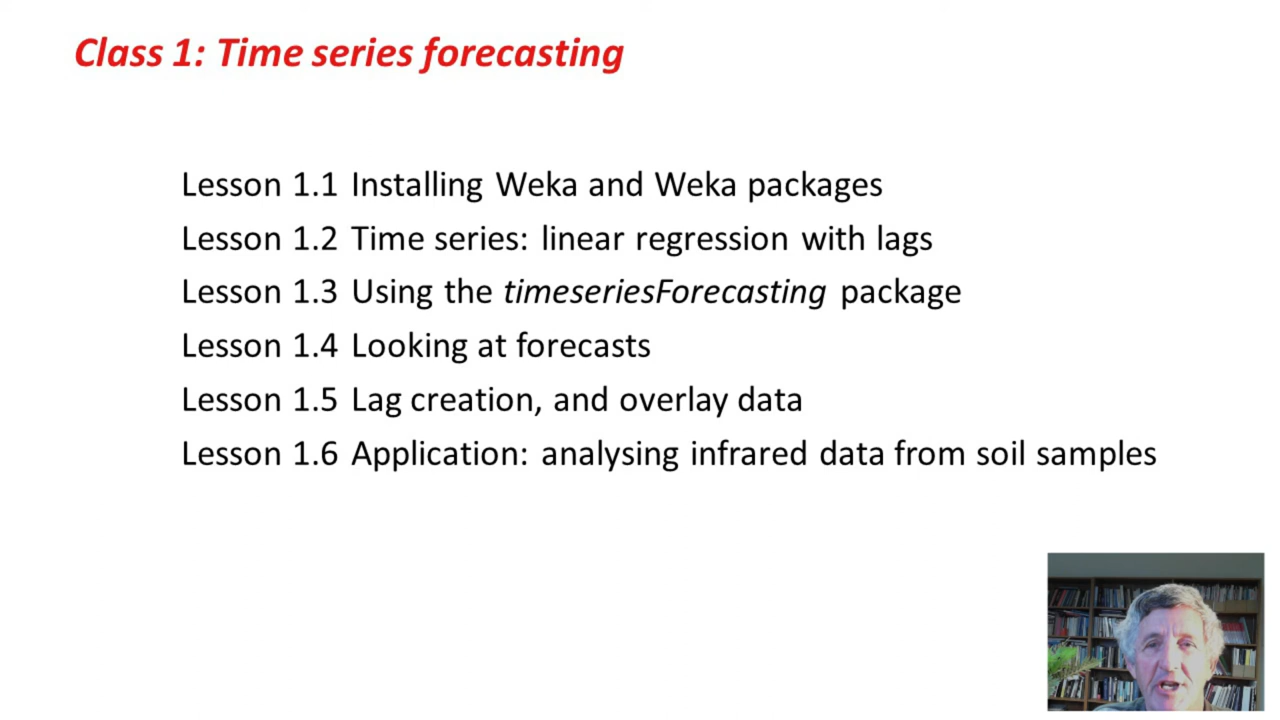 Class 1: Time series forecasting
Lesson 1.1 Installing Weka and Weka packages
Lesson 1.2 Time series: linear regression with lags
Lesson 1.3 Using the timeseriesForecasting package
Lesson 1.4 Looking at forecasts
Lesson 1.5 Lag creation, and overlay data
Lesson 1.6 Application: analysing infrared data from soil samples